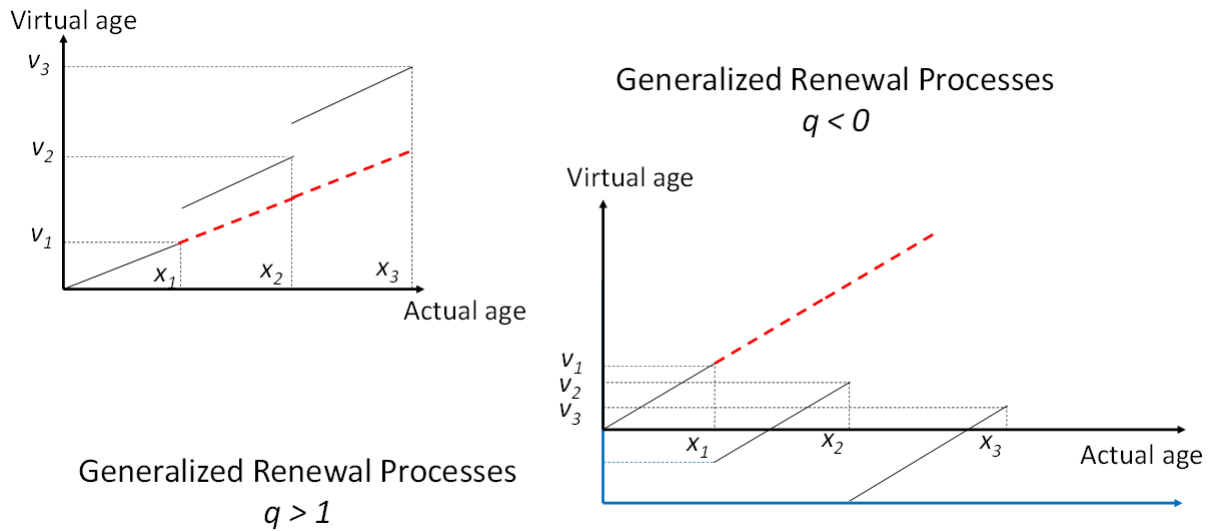 Virtual age
v3
v2
v1
x1
x2
x3
Actual age
Generalized Renewal Processes
q > 1
Generalized Renewal Processes
q < 0
Virtual age
v1
v2
v3
x1
x2
x3
Actual age